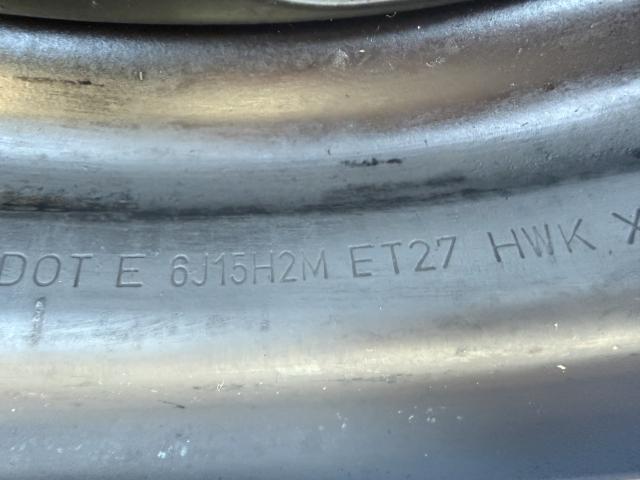 DOT E 6J15H2M ET27 HWK X